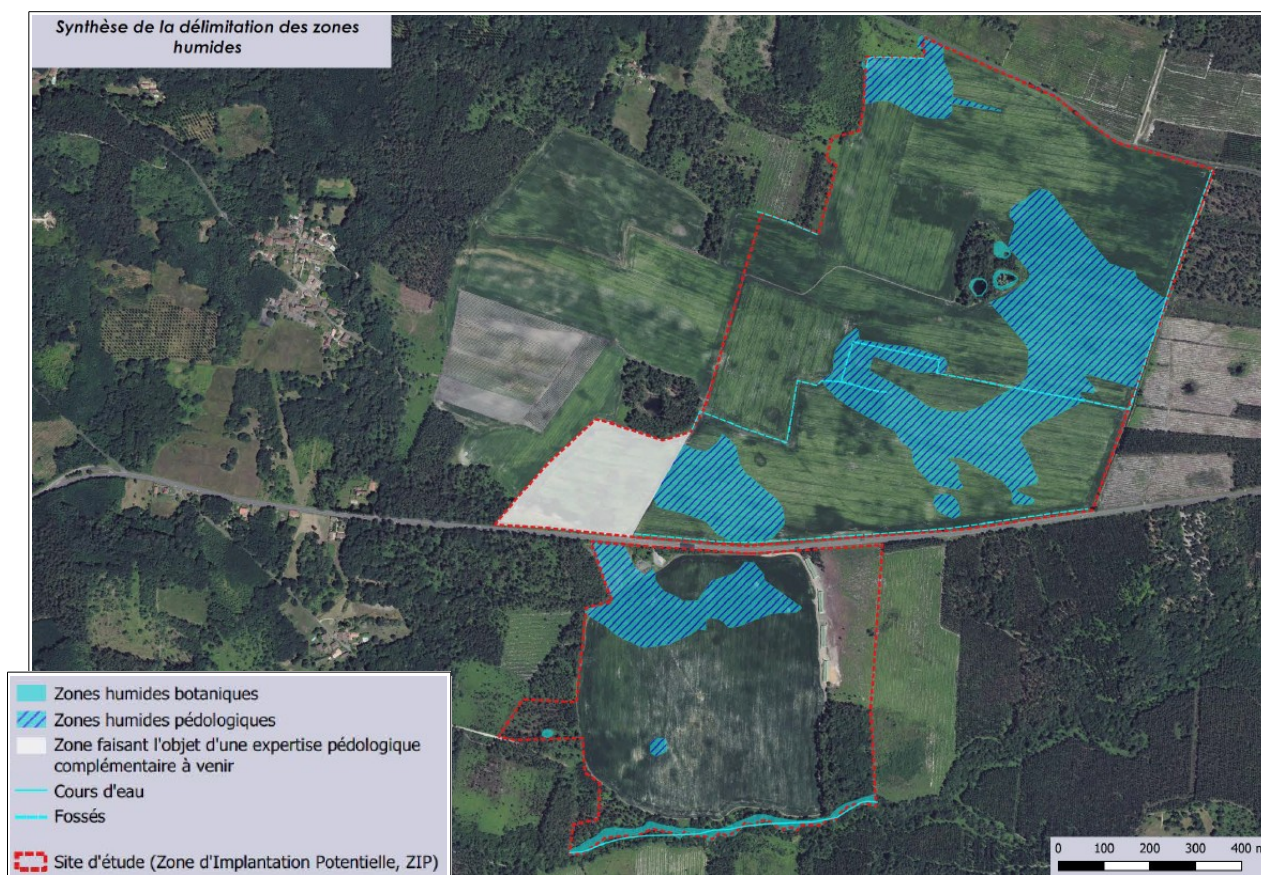 Synthèse de la délimitation des zones
humides
Zones humides botaniques
Zones humides pédologiques
Zone faisant l'objet d'une expertise pédologique
complémentaire à venir
Cours d'eau
Fossés
Site d'étude (Zone d'Implantation Potentielle, ZIP)
0 100 200 300 400 m